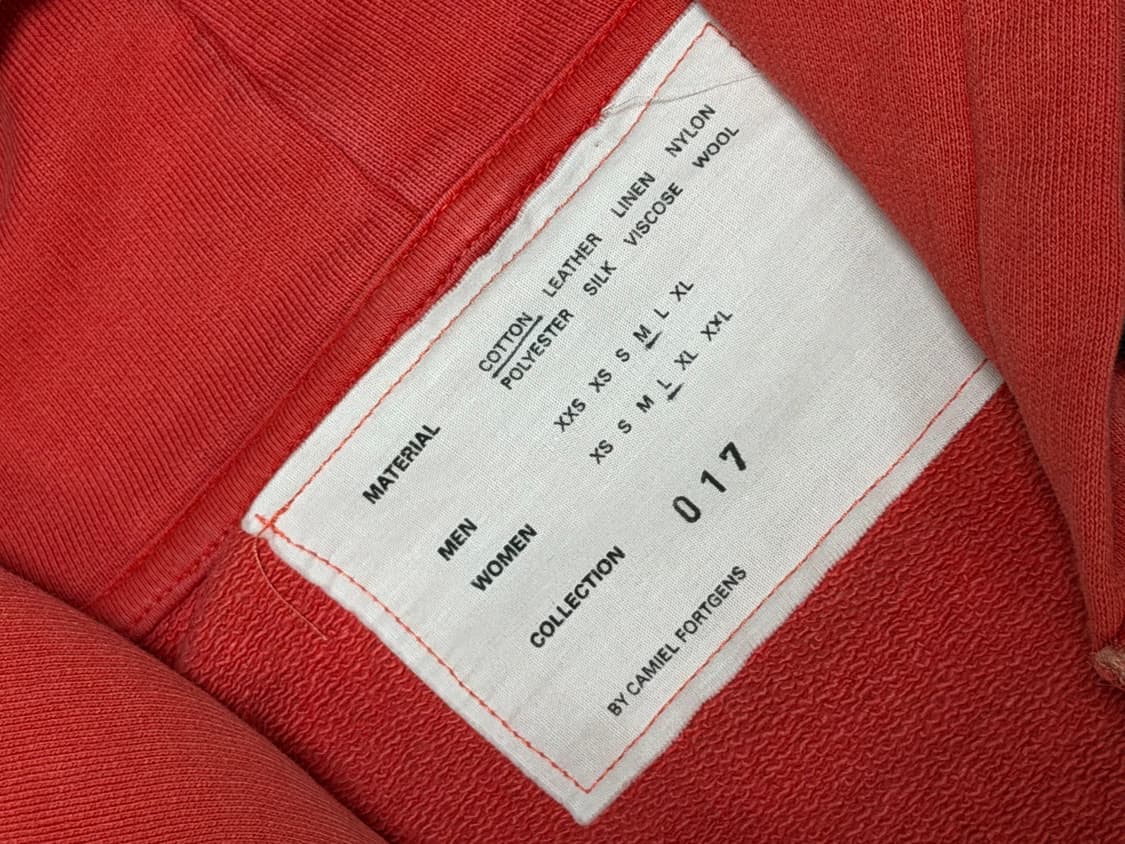 MATERIAL COTTON LEATHER LINEN NYLON
POLYESTER SILK VISCOSE WOOL
MEN XXS XS S M L XL
WOMEN XS S M L XL XXL
COLLECTION 017
BY CAMIEL FORTGENS